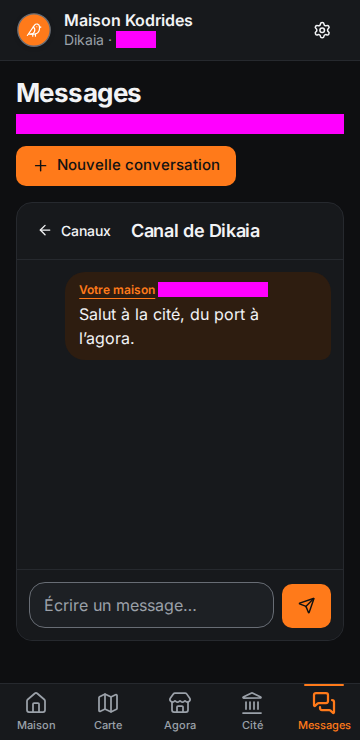 Maison Kodrides
Dikaia ·
Messages
Nouvelle conversation
Canaux
Canal de Dikaia
Votre maison
Salut à la cité, du port à
l’agora.
Écrire un message...
Maison
Carte
Agora
Cité
Messages